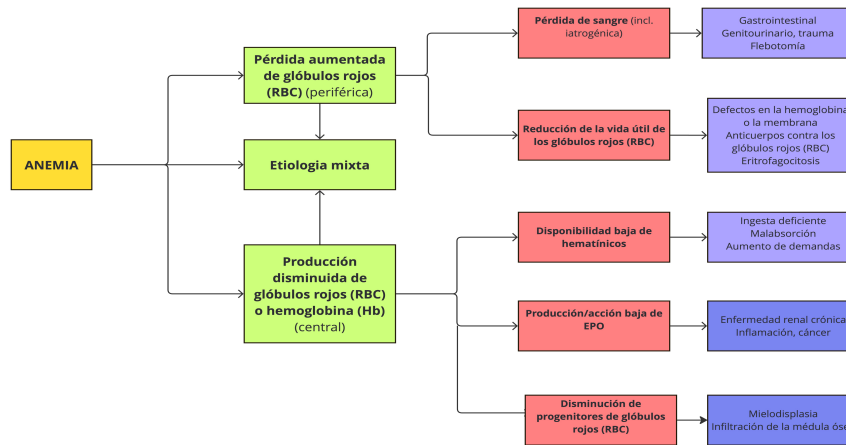 ANEMIA
Pérdida aumentada
de glóbulos rojos
(RBC) (periférica)
Etiologia mixta
Producción
disminuida de
glóbulos rojos (RBC)
o hemoglobina (Hb)
(central)
Pérdida de sangre (incl.
iatrogénica)
Gastrointestinal
Genitourinario, trauma
Flebotomía
Reducción de la vida útil de
los glóbulos rojos (RBC)
Defectos en la hemoglobina
o la membrana
Anticuerpos contra los
glóbulos rojos (RBC)
Eritrofagocitosis
Disponibilidad baja de
hematínicos
Ingesta deficiente
Malabsorción
Aumento de demandas
Producción/acción baja de
EPO
Enfermedad renal crónica
Inflamación, cáncer
Disminución de
progenitores de glóbulos
rojos (RBC)
Mielodisplasia
Infiltración de la médula